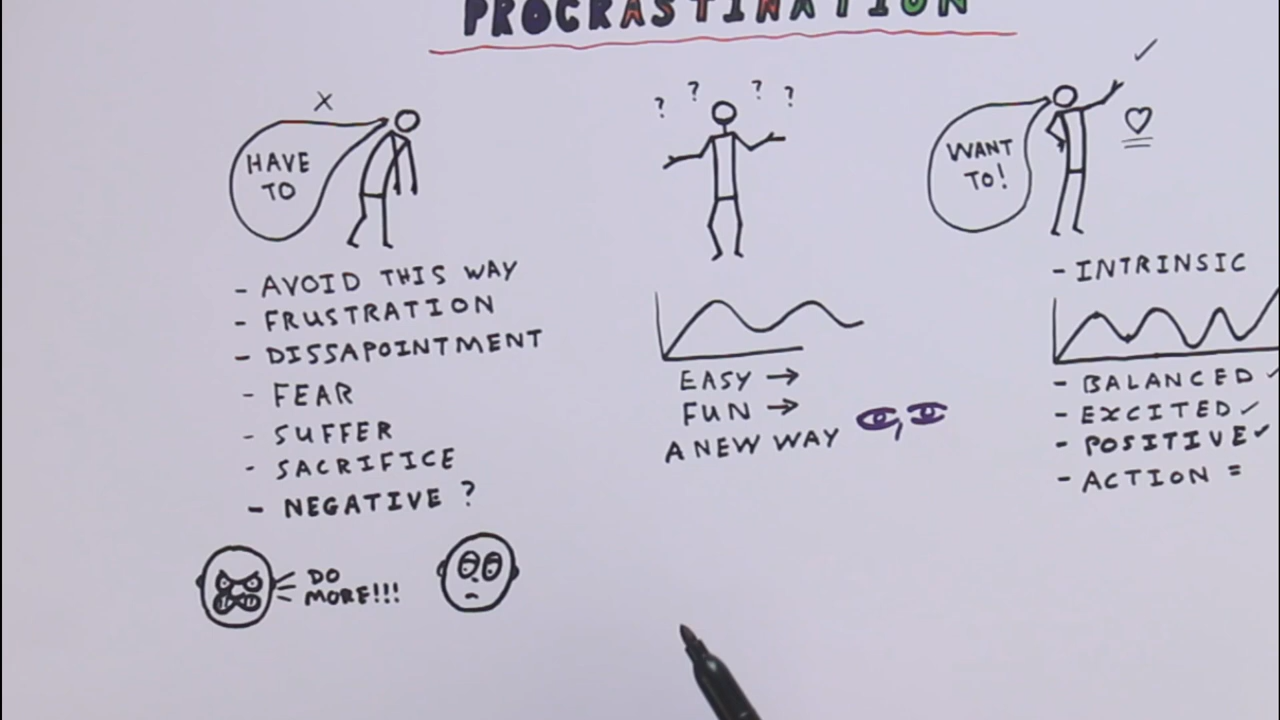 PROCRASTINATION
X
HAVE
TO
- AVOID THIS WAY
- FRUSTRATION
- DISSAPOINTMENT
- FEAR
- SUFFER
- SACRIFICE
- NEGATIVE ?
DO
MORE!!!
? ? ? ?
EASY →
FUN →
A NEW WAY
✓
WANT
TO!
- INTRINSIC
- BALANCED ✓
- EXCITED ✓
- POSITIVE ✓
- ACTION =